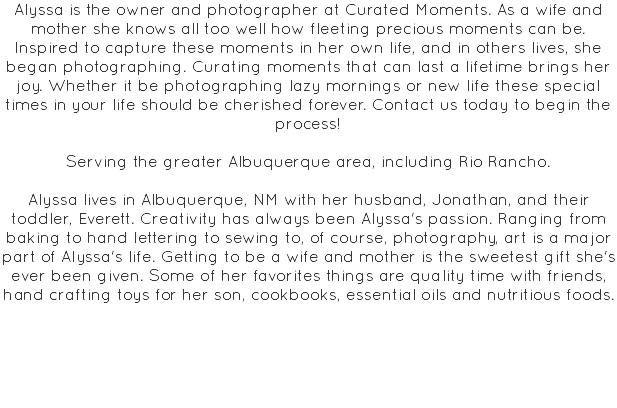 Alyssa is the owner and photographer at Curated Moments. As a wife and
mother she knows all too well how fleeting precious moments can be.
Inspired to capture these moments in her own life, and in others lives, she
began photographing. Curating moments that can last a lifetime brings her
joy. Whether it be photographing lazy mornings or new life these special
times in your life should be cherished forever. Contact us today to begin the
process!
Serving the greater Albuquerque area, including Rio Rancho.
Alyssa lives in Albuquerque, NM with her husband, Jonathan, and their
toddler, Everett. Creativity has always been Alyssa's passion. Ranging from
baking to hand lettering to sewing to, of course, photography, art is a major
part of Alyssa's life. Getting to be a wife and mother is the sweetest gift she's
ever been given. Some of her favorites things are quality time with friends,
hand crafting toys for her son, cookbooks, essential oils and nutritious foods.